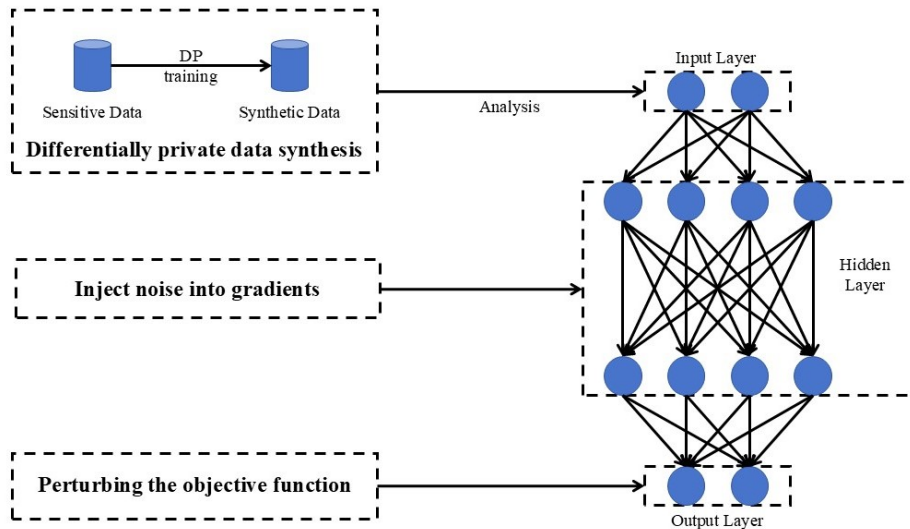 DP
training
Sensitive Data
Synthetic Data
Differentially private data synthesis
Analysis
Input Layer
Inject noise into gradients
Hidden
Layer
Perturbing the objective function
Output Layer